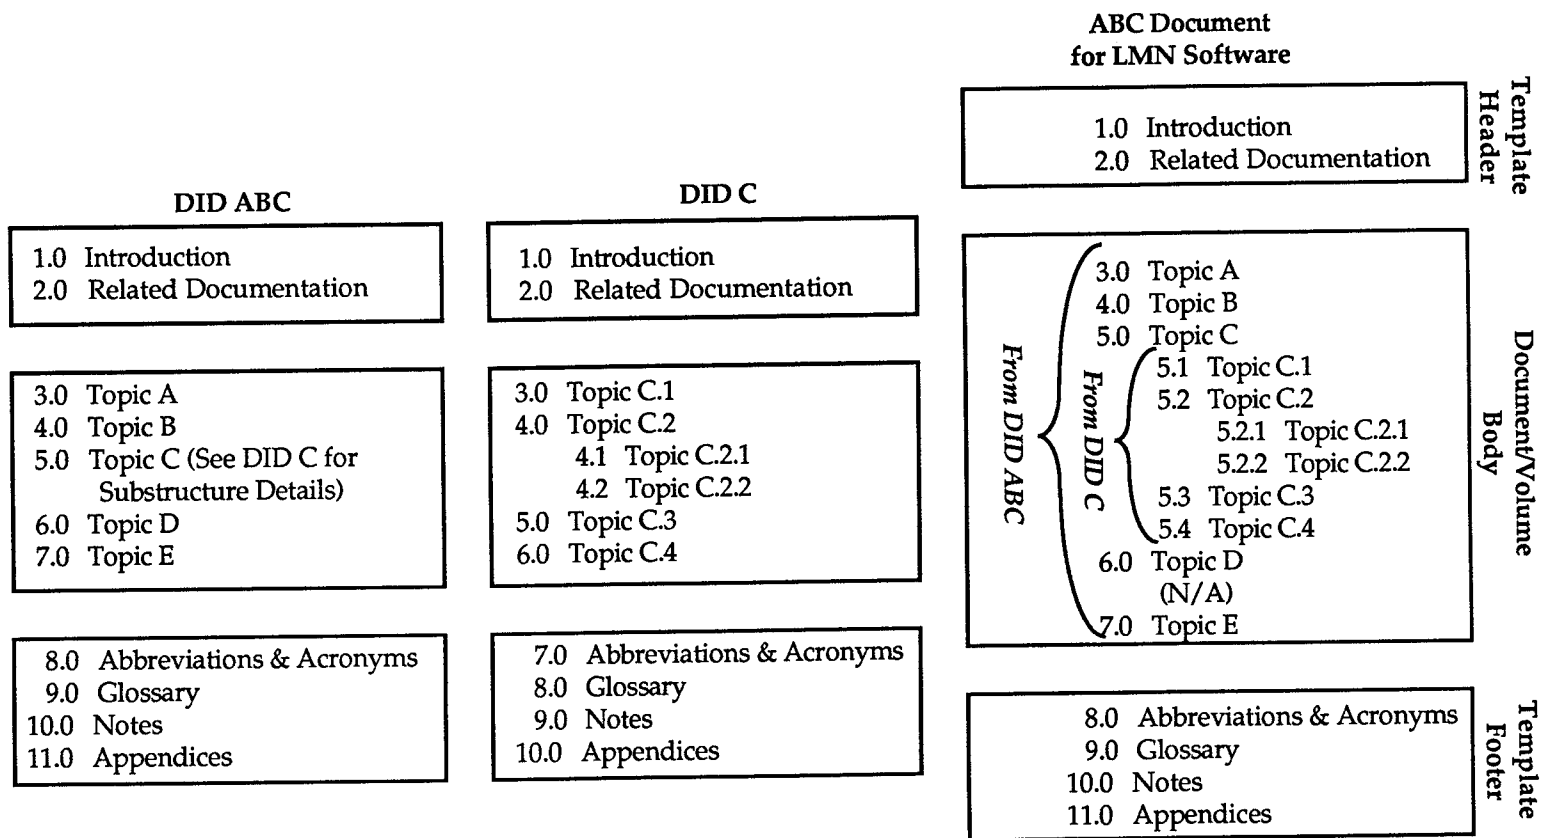 DID ABC
1.0 Introduction
2.0 Related Documentation
3.0 Topic A
4.0 Topic B
5.0 Topic C (See DID C for
Substructure Details)
6.0 Topic D
7.0 Topic E
8.0 Abbreviations & Acronyms
9.0 Glossary
10.0 Notes
11.0 Appendices
DID C
1.0 Introduction
2.0 Related Documentation
3.0 Topic C.1
4.0 Topic C.2
4.1 Topic C.2.1
4.2 Topic C.2.2
5.0 Topic C.3
6.0 Topic C.4
7.0 Abbreviations & Acronyms
8.0 Glossary
9.0 Notes
10.0 Appendices
ABC Document
for LMN Software
1.0 Introduction
2.0 Related Documentation
Template
Header
From DID ABC
3.0 Topic A
4.0 Topic B
5.0 Topic C
From DID C
5.1 Topic C.1
5.2 Topic C.2
5.2.1 Topic C.2.1
5.2.2 Topic C.2.2
5.3 Topic C.3
5.4 Topic C.4
6.0 Topic D
(N/A)
7.0 Topic E
Document/Volume
Body
8.0 Abbreviations & Acronyms
9.0 Glossary
10.0 Notes
11.0 Appendices
Template
Footer